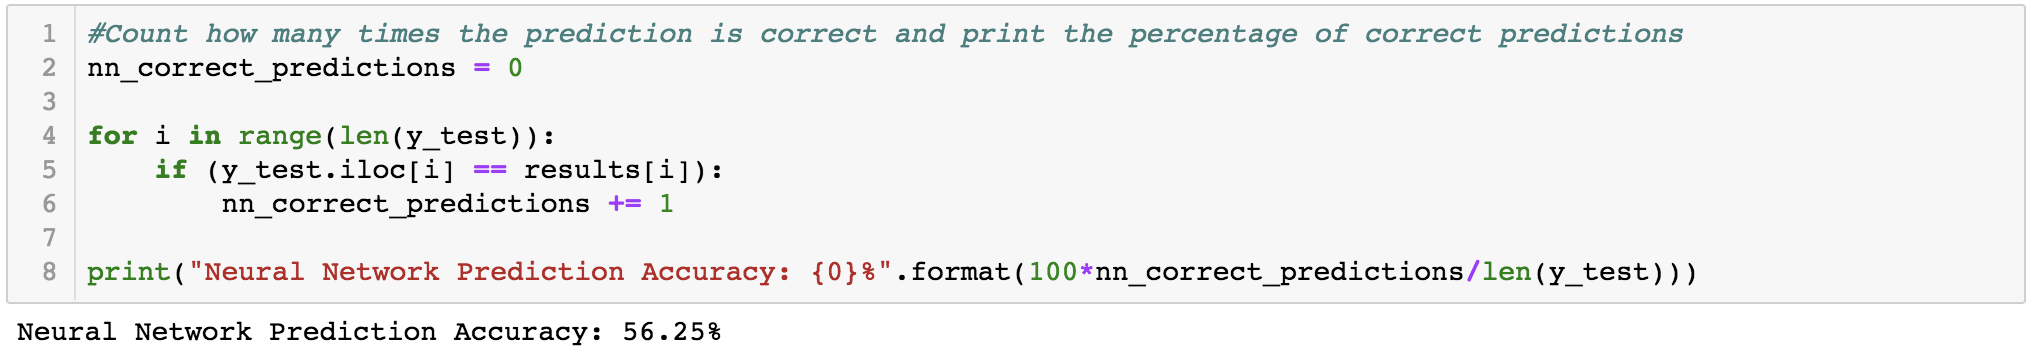 1 #Count how many times the prediction is correct and print the percentage of correct predictions
2 nn_correct_predictions = 0
3
4 for i in range(len(y_test)):
5     if (y_test.iloc[i] == results[i]):
6         nn_correct_predictions += 1
7
8 print("Neural Network Prediction Accuracy: {0}%".format(100*nn_correct_predictions/len(y_test)))
Neural Network Prediction Accuracy: 56.25%